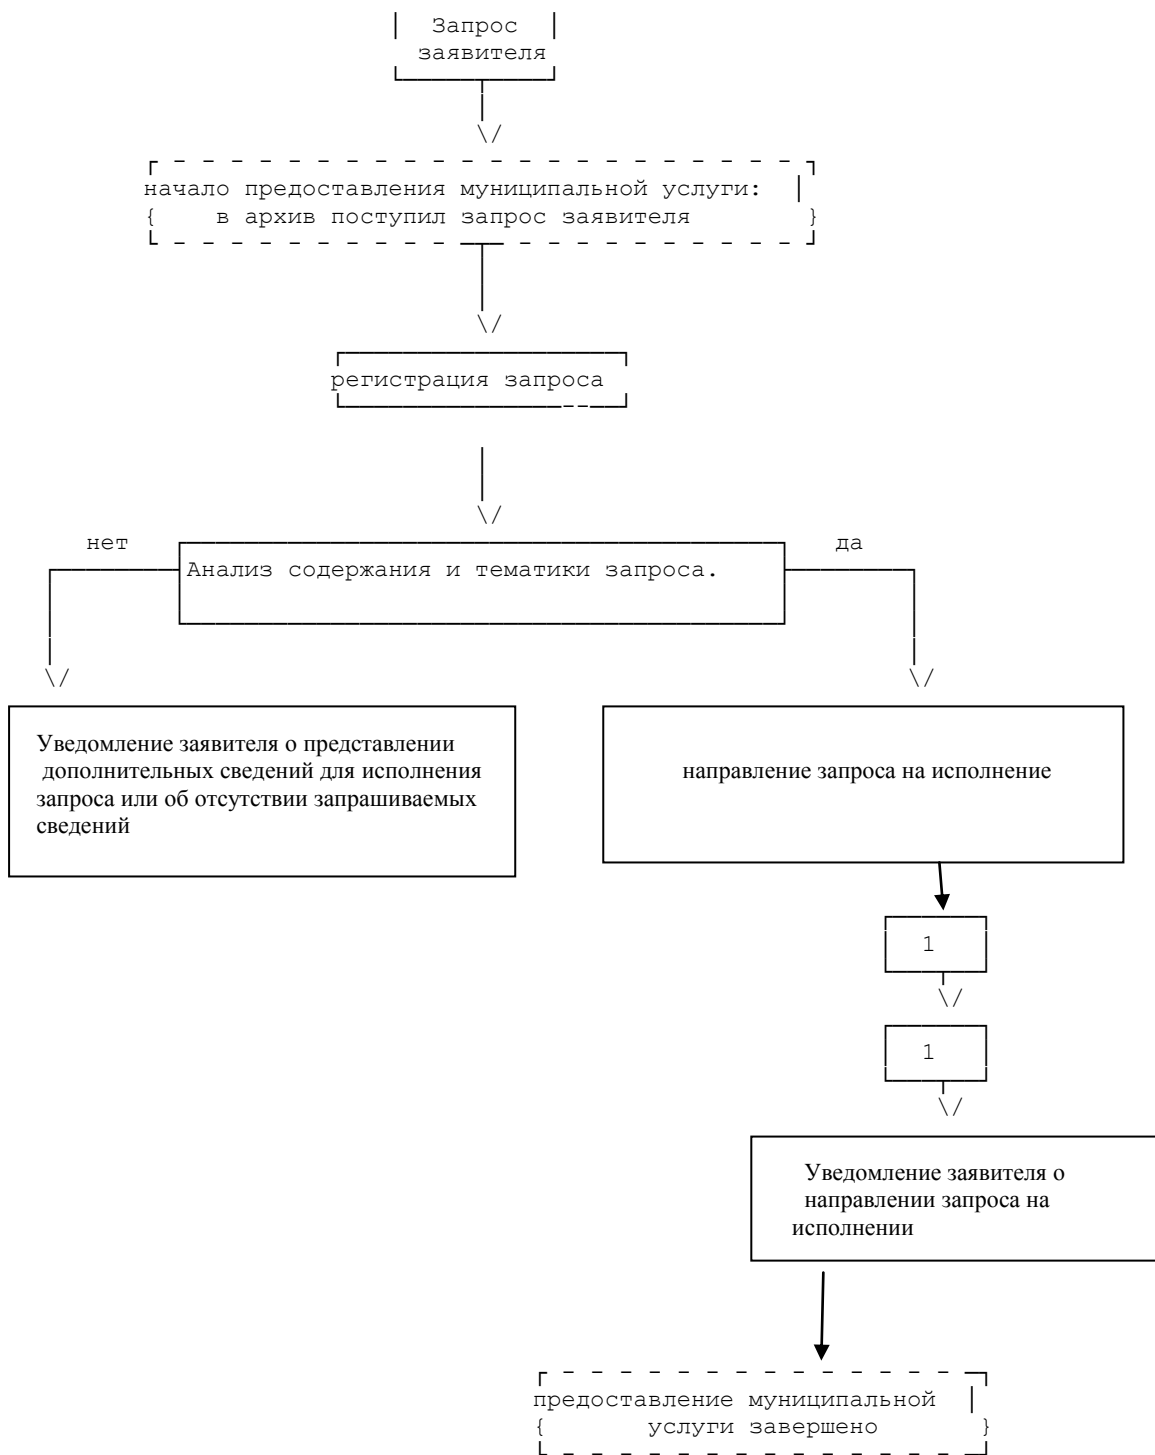 Запрос
заявителя
начало предоставления муниципальной услуги:
в архив поступил запрос заявителя
регистрация запроса
нет
да
Анализ содержания и тематики запроса.
Уведомление заявителя о представлении
дополнительных сведений для исполнения
запроса или об отсутствии запрашиваемых
сведений
направление запроса на исполнение
1
1
Уведомление заявителя о
направлении запроса на
исполнении
предоставление муниципальной
услуги завершено